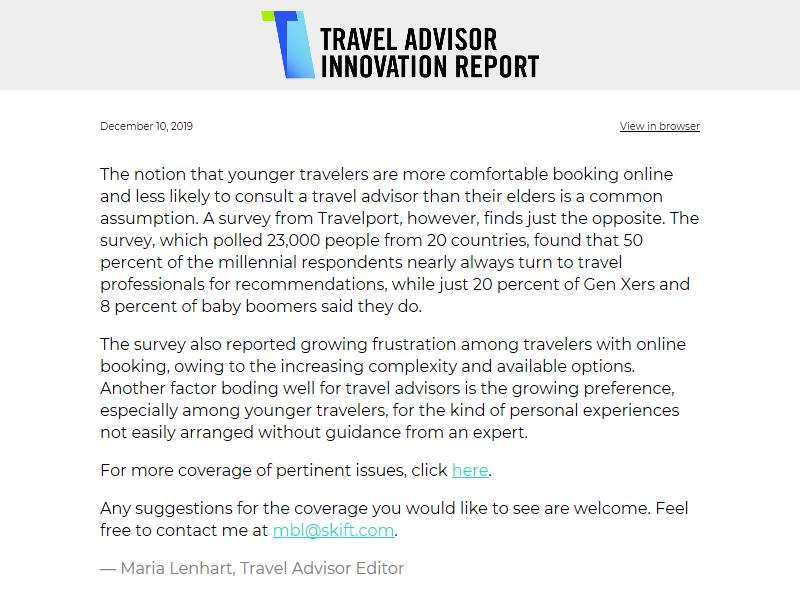 TRAVEL ADVISOR
INNOVATION REPORT
December 10, 2019
View in browser
The notion that younger travelers are more comfortable booking online
and less likely to consult a travel advisor than their elders is a common
assumption. A survey from Travelport, however, finds just the opposite. The
survey, which polled 23,000 people from 20 countries, found that 50
percent of the millennial respondents nearly always turn to travel
professionals for recommendations, while just 20 percent of Gen Xers and
8 percent of baby boomers said they do.
The survey also reported growing frustration among travelers with online
booking, owing to the increasing complexity and available options.
Another factor boding well for travel advisors is the growing preference,
especially among younger travelers, for the kind of personal experiences
not easily arranged without guidance from an expert.
For more coverage of pertinent issues, click here.
Any suggestions for the coverage you would like to see are welcome. Feel
free to contact me at mbl@skift.com.
— Maria Lenhart, Travel Advisor Editor